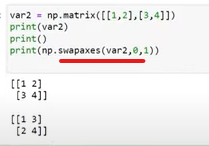 var2 = np.matrix([[1,2],[3,4]])
print(var2)
print()
print(np.swapaxes(var2,0,1))
[[1 2]
[3 4]]
[[1 3]
[2 4]]